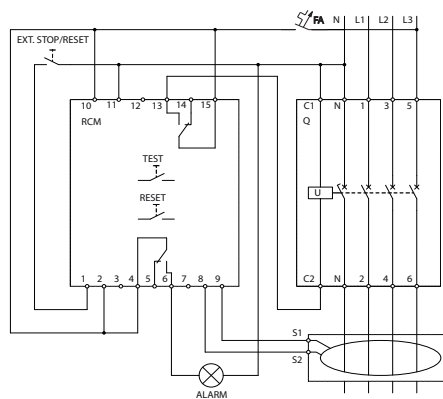 FA N L1 L2 L3
EXT. STOP/RESET
10 11 12 13 14 15
RCM
C1 N 1 3 5
Q
TEST
RESET
U
1 2 3 4 5 6 7 8 9
C2 N 2 4 6
S1
S2
ALARM